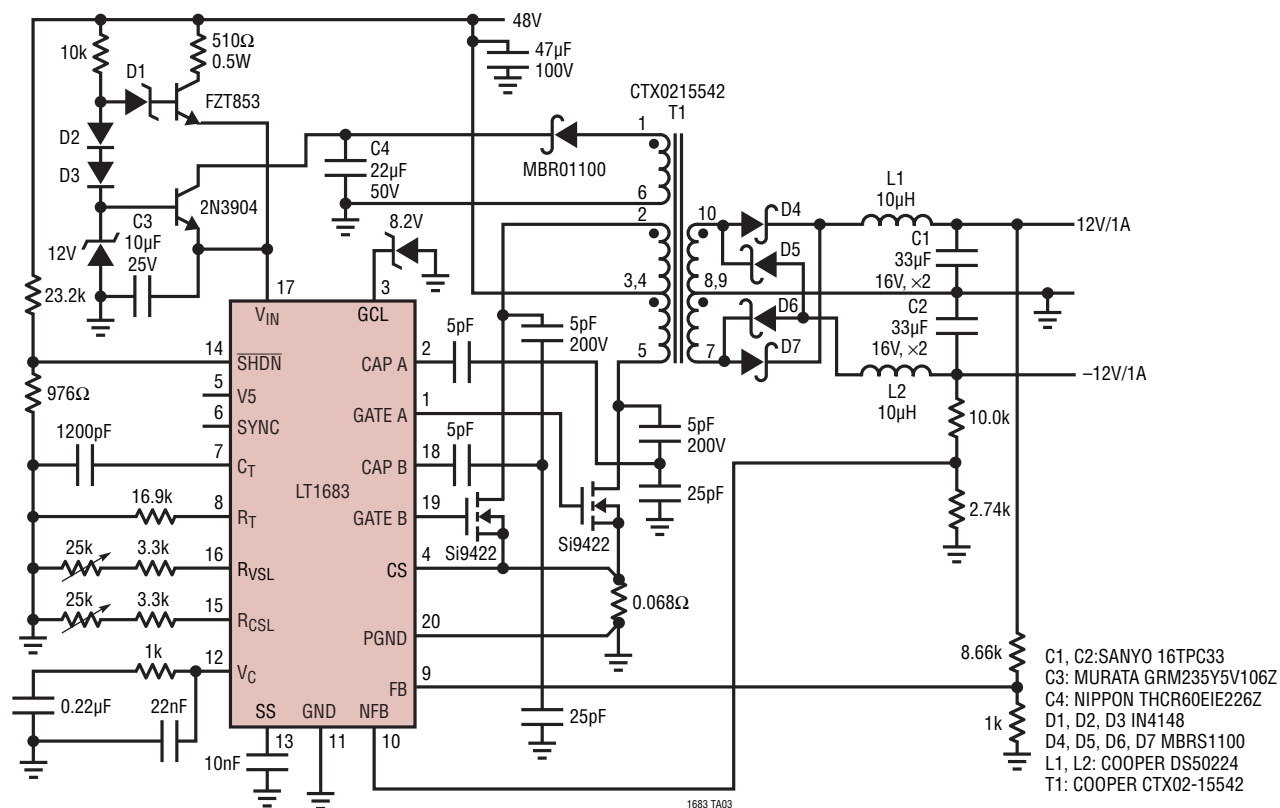 48V
10k
510Ω
0.5W
47µF
100V
D1
FZT853
CTX0215542
T1
D2
D3
1
MBR01100
C4
22µF
50V
6
2N3904
C3
10µF
25V
12V
8.2V
2
10
D4
L1
10µH
12V/1A
D5
C1
33µF
16V, ×2
3,4
8,9
23.2k
17
3
VIN
GCL
5pF
200V
D6
C2
33µF
16V, ×2
14
SHDN
5pF
2
CAP A
5
7
D7
L2
10µH
–12V/1A
976Ω
5
V5
6
SYNC
1
GATE A
5pF
200V
10.0k
1200pF
7
CT
5pF
18
CAP B
LT1683
25pF
2.74k
16.9k
8
RT
19
GATE B
Si9422
Si9422
25k
3.3k
16
RVSL
4
CS
0.068Ω
25k
3.3k
15
RCSL
20
PGND
1k
12
VC
9
FB
8.66k
0.22µF
22nF
SS
GND
NFB
25pF
1k
13
11
10
10nF
C1, C2:SANYO 16TPC33
C3: MURATA GRM235Y5V106Z
C4: NIPPON THCR60EIE226Z
D1, D2, D3 IN4148
D4, D5, D6, D7 MBRS1100
L1, L2: COOPER DS50224
T1: COOPER CTX02-15542
1683 TA03